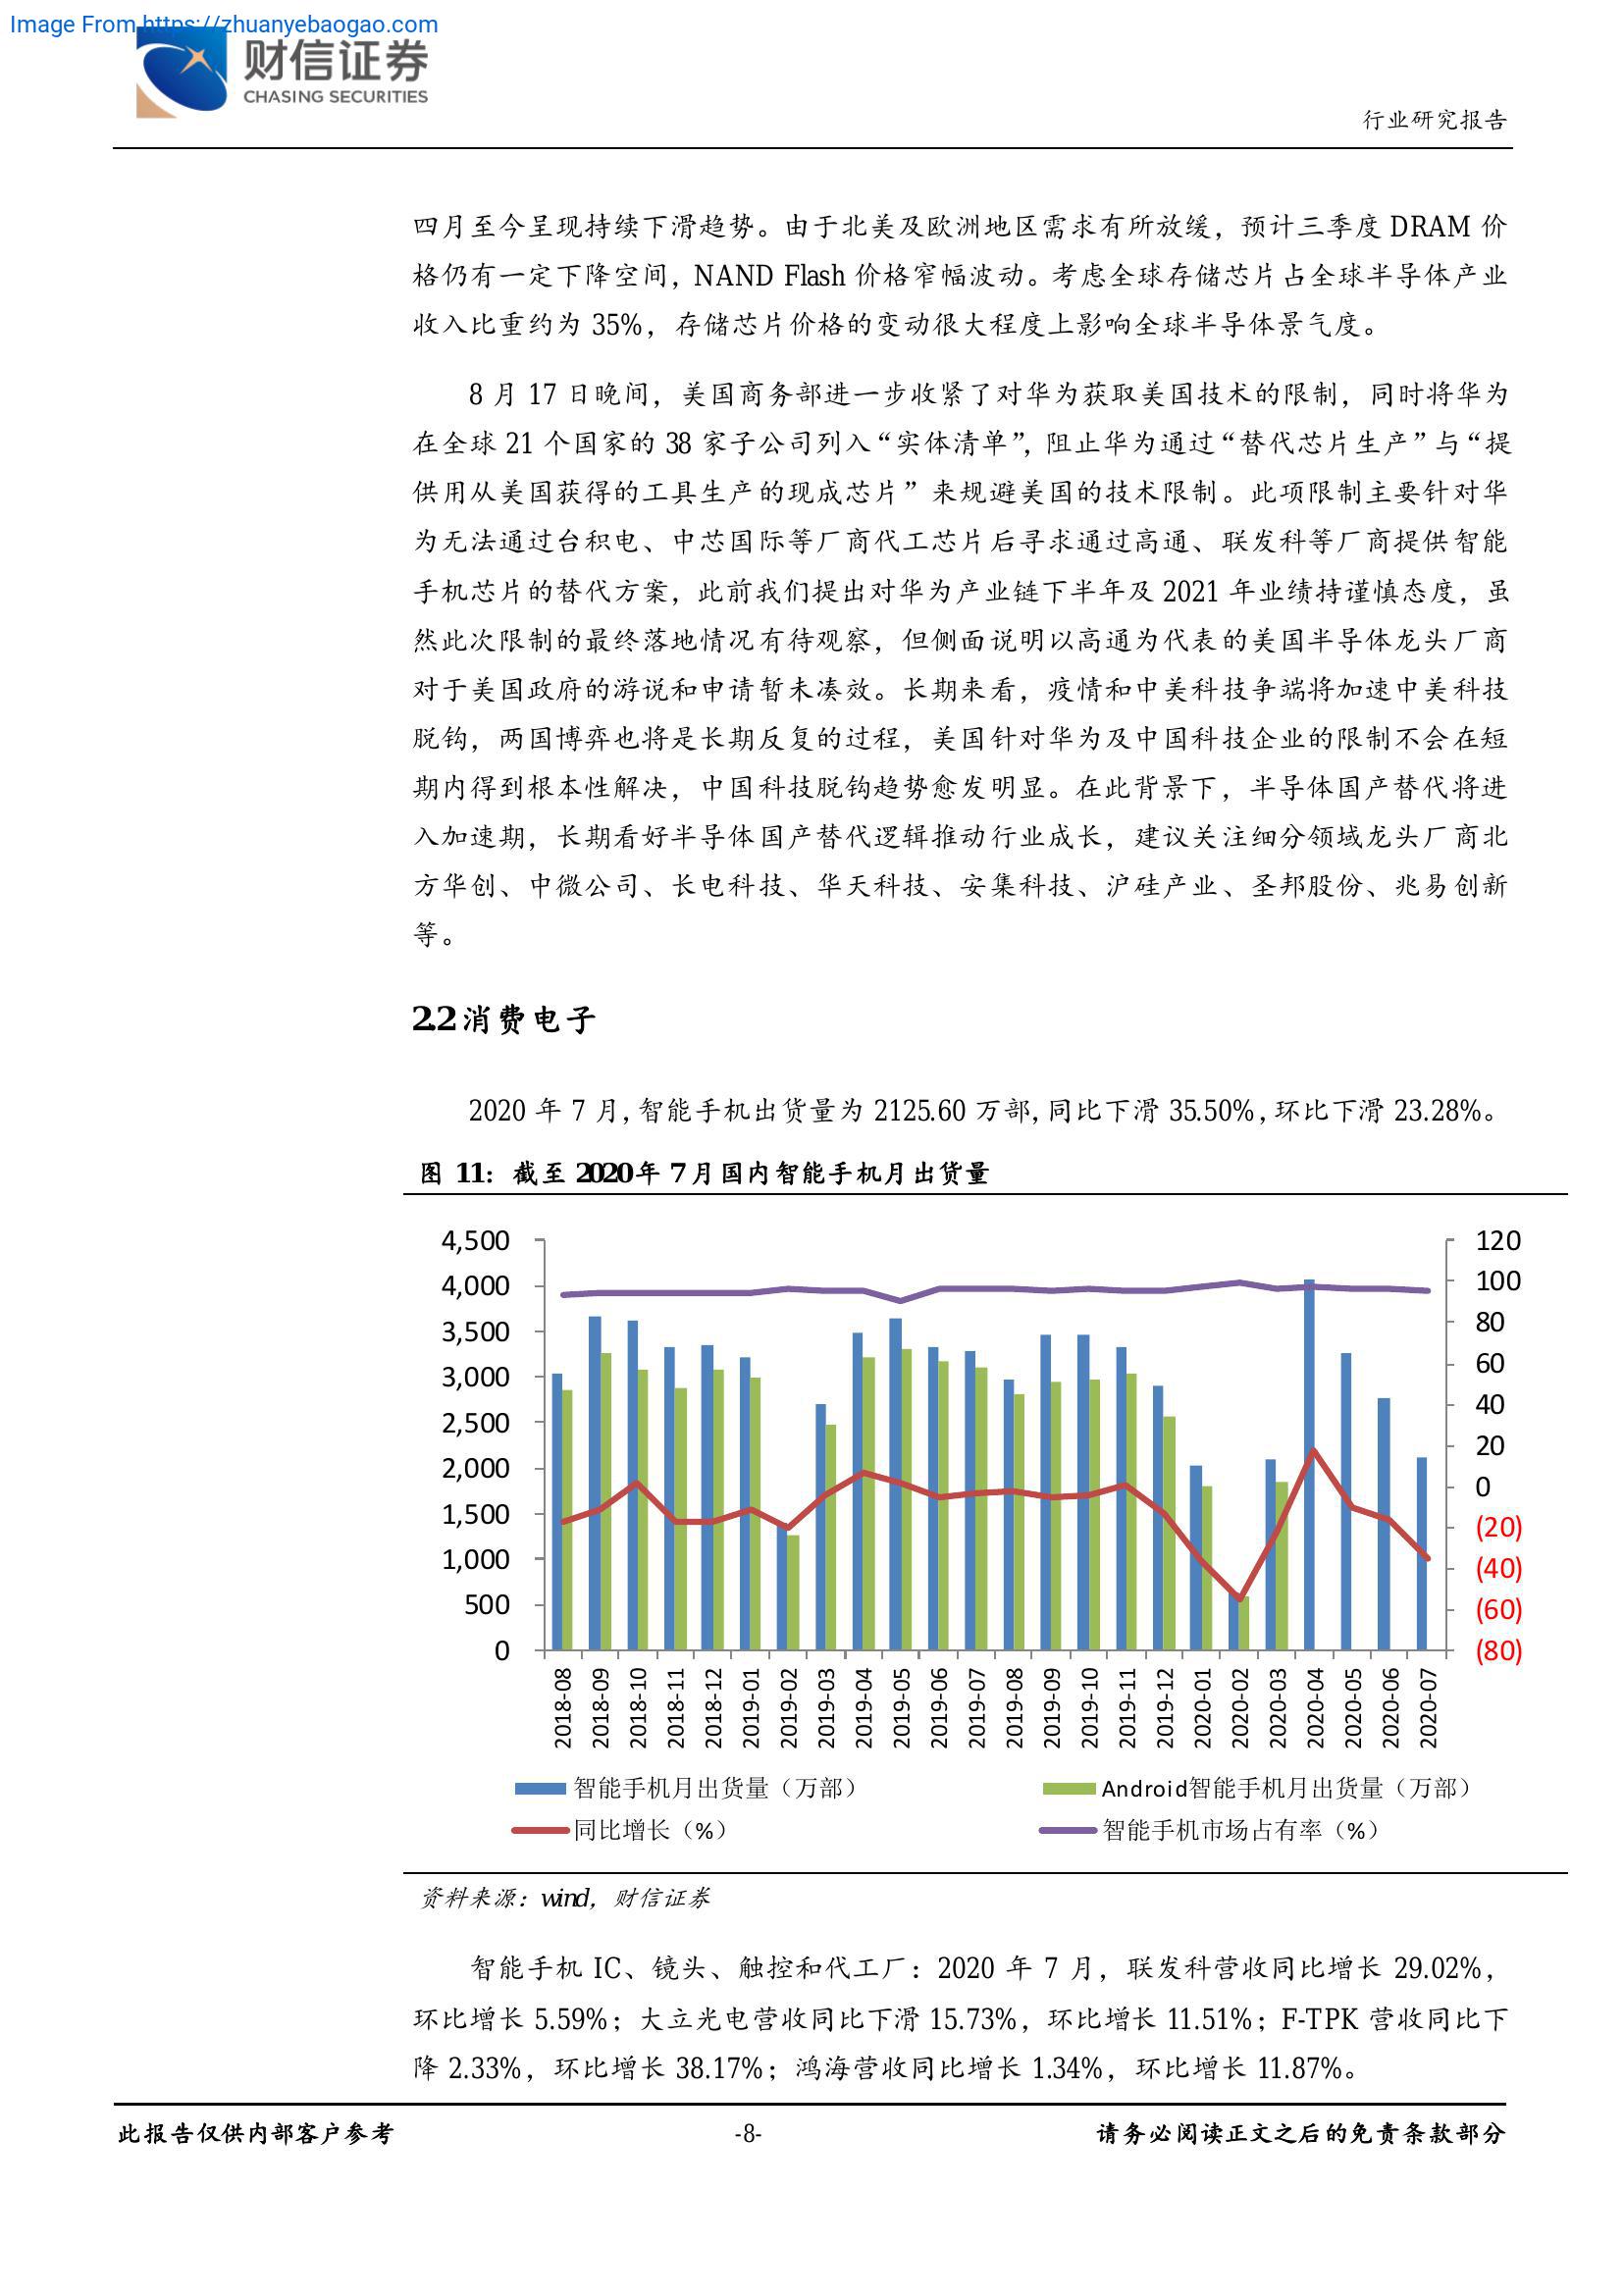 Image From https://zhuanyebaogao.com
财信证券
CHASING SECURITIES
行业研究报告
四月至今呈现持续下滑趋势。由于北美及欧洲地区需求有所放缓，预计三季度 DRAM 价
格仍有一定下降空间，NAND Flash 价格窄幅波动。考虑全球存储芯片占全球半导体产业
收入比重约为 35%，存储芯片价格的变动很大程度上影响全球半导体景气度。
8 月 17 日晚间，美国商务部进一步收紧了对华为获取美国技术的限制，同时将华为
在全球 21 个国家的 38 家子公司列入“实体清单”，阻止华为通过“替代芯片生产”与“提
供用从美国获得的工具生产的现成芯片”来规避美国的技术限制。此项限制主要针对华
为无法通过台积电、中芯国际等厂商代工芯片后寻求通过高通、联发科等厂商提供智能
手机芯片的替代方案，此前我们提出对华为产业链下半年及 2021 年业绩持谨慎态度，虽
然此次限制的最终落地情况有待观察，但侧面说明以高通为代表的美国半导体龙头厂商
对于美国政府的游说和申请暂未凑效。长期来看，疫情和中美科技争端将加速中美科技
脱钩，两国博弈也将是长期反复的过程，美国针对华为及中国科技企业的限制不会在短
期内得到根本性解决，中国科技脱钩趋势愈发明显。在此背景下，半导体国产替代将进
入加速期，长期看好半导体国产替代逻辑推动行业成长，建议关注细分领域龙头厂商北
方华创、中微公司、长电科技、华天科技、安集科技、沪硅产业、圣邦股份、兆易创新
等。
2.2 消费电子
2020 年 7 月，智能手机出货量为 2125.60 万部，同比下滑 35.50%，环比下滑 23.28%。
图 11：截至 2020 年 7 月国内智能手机月出货量
4,500
4,000
3,500
3,000
2,500
2,000
1,500
1,000
500
0
120
100
80
60
40
20
0
(20)
(40)
(60)
(80)
2018-08
2018-09
2018-10
2018-11
2018-12
2019-01
2019-02
2019-03
2019-04
2019-05
2019-06
2019-07
2019-08
2019-09
2019-10
2019-11
2019-12
2020-01
2020-02
2020-03
2020-04
2020-05
2020-06
2020-07
智能手机月出货量（万部）
Android智能手机月出货量（万部）
同比增长（%）
智能手机市场占有率（%）
资料来源：wind，财信证券
智能手机 IC、镜头、触控和代工厂：2020 年 7 月，联发科营收同比增长 29.02%，
环比增长 5.59%；大立光电营收同比下滑 15.73%，环比增长 11.51%；F-TPK 营收同比下
降 2.33%，环比增长 38.17%；鸿海营收同比增长 1.34%，环比增长 11.87%。
此报告仅供内部客户参考
-8-
请务必阅读正文之后的免责条款部分